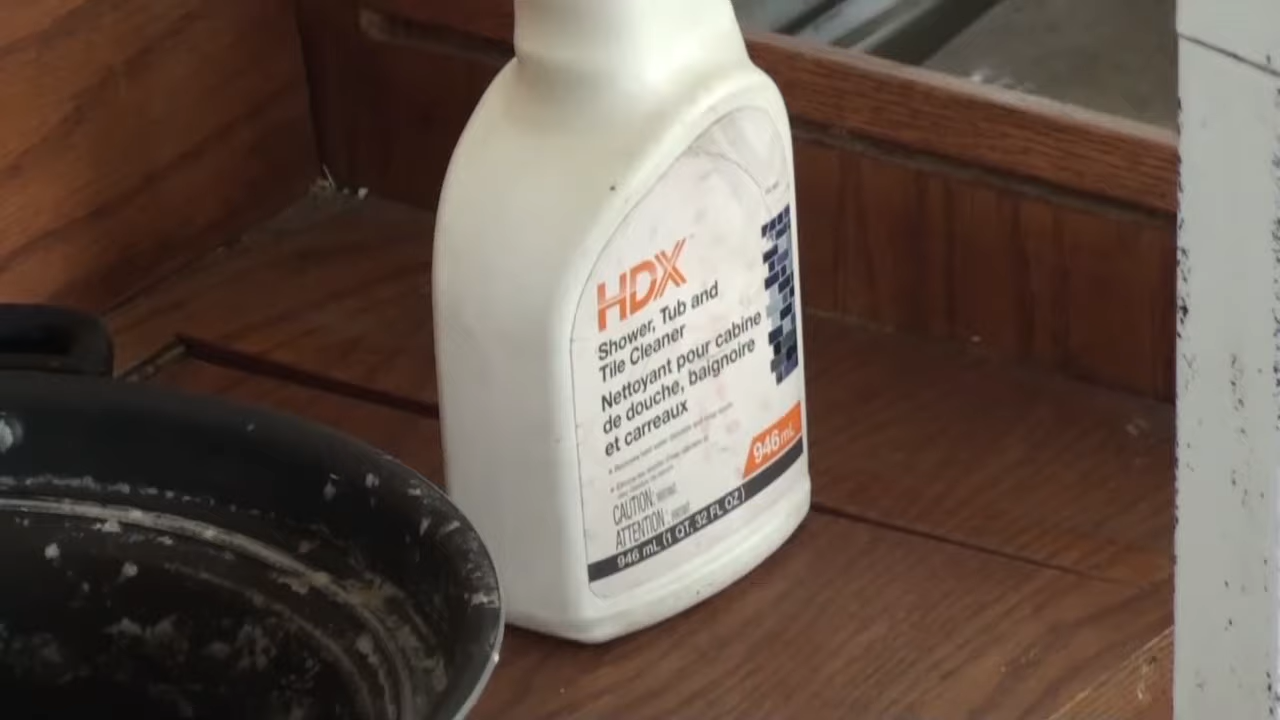 HDX
Shower, Tub and
Tile Cleaner
Nettoyant pour cabine
de douche, baignoire
et carreaux
946 mL
CAUTION:
ATTENTION:
946 mL (1 QT, 32 FL OZ)